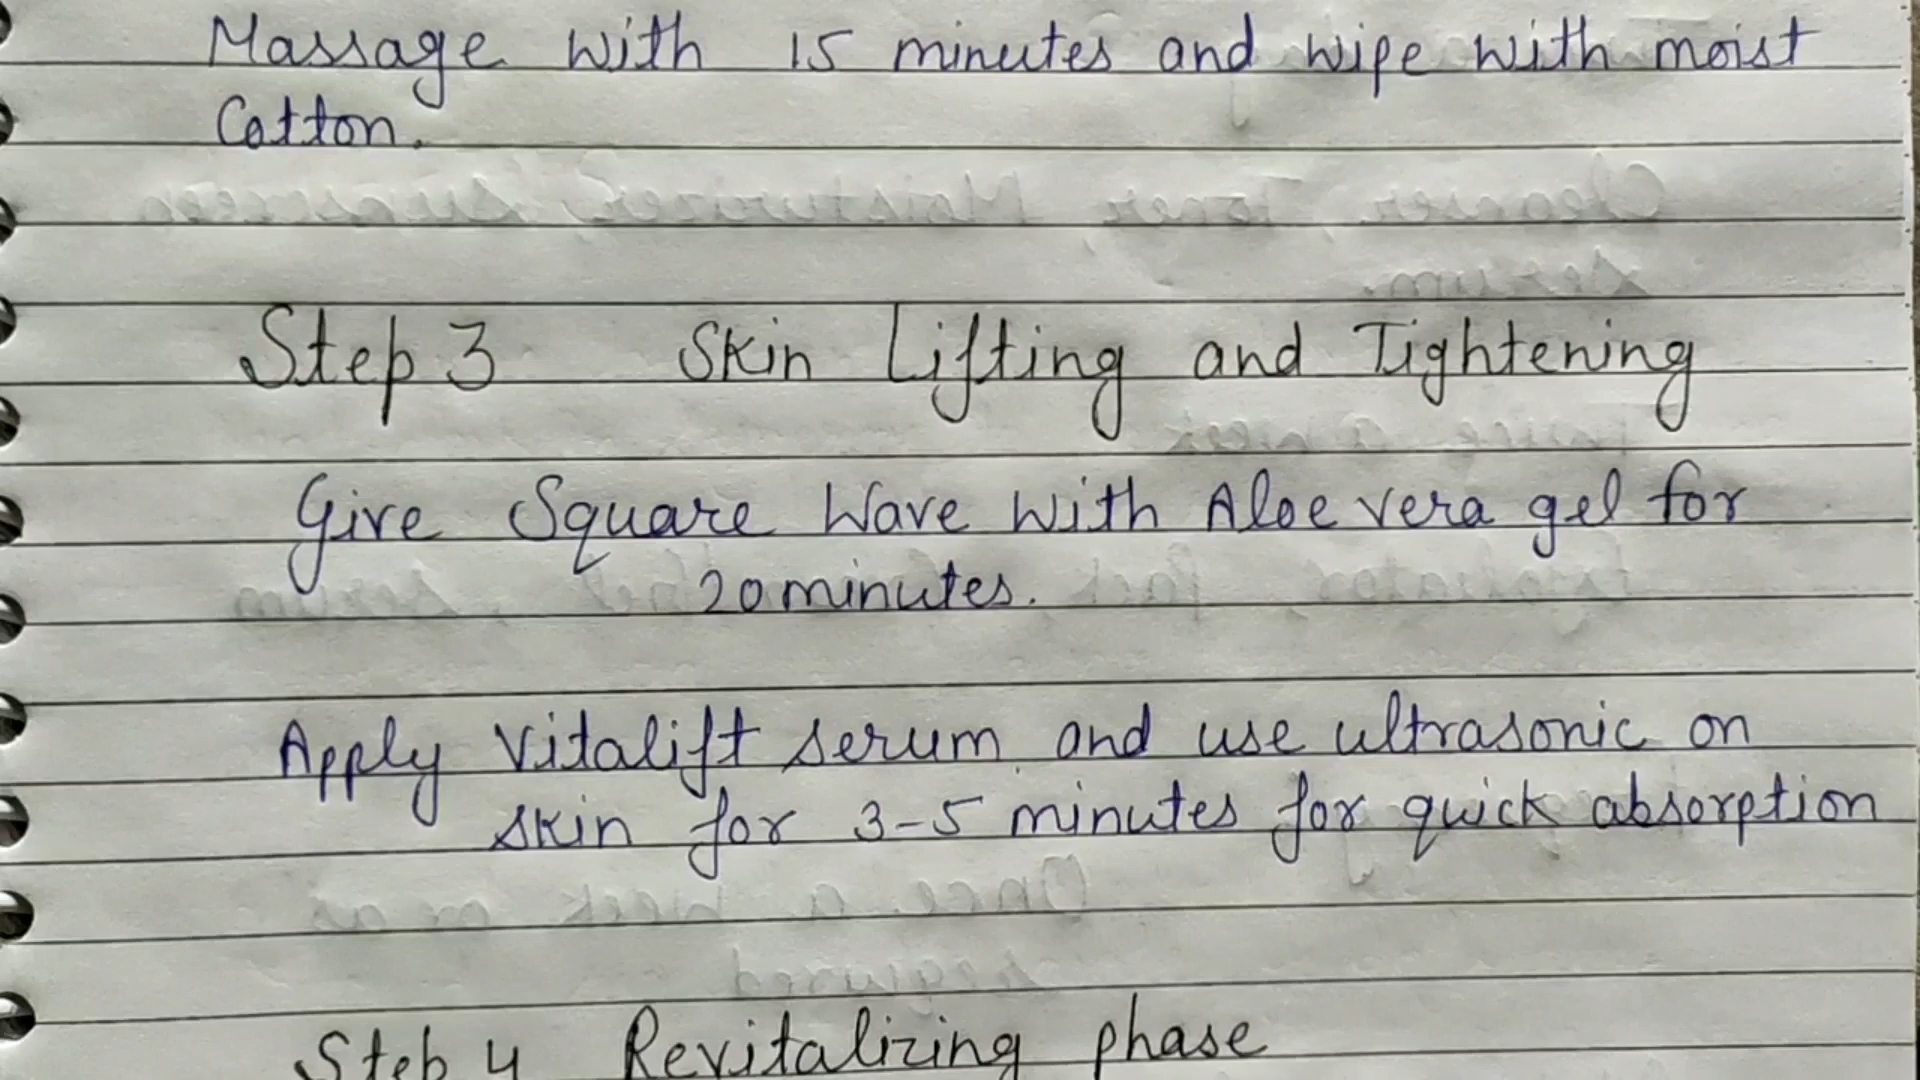 Massage with 15 minutes and wipe with moist
Cotton.
Step 3 Skin Lifting and Tightening
Give Square Wave with Aloe vera gel for
20 minutes.
Apply Vitalift serum and use ultrasonic on
skin for 3-5 minutes for quick absorption
Step 4 Revitalizing phase